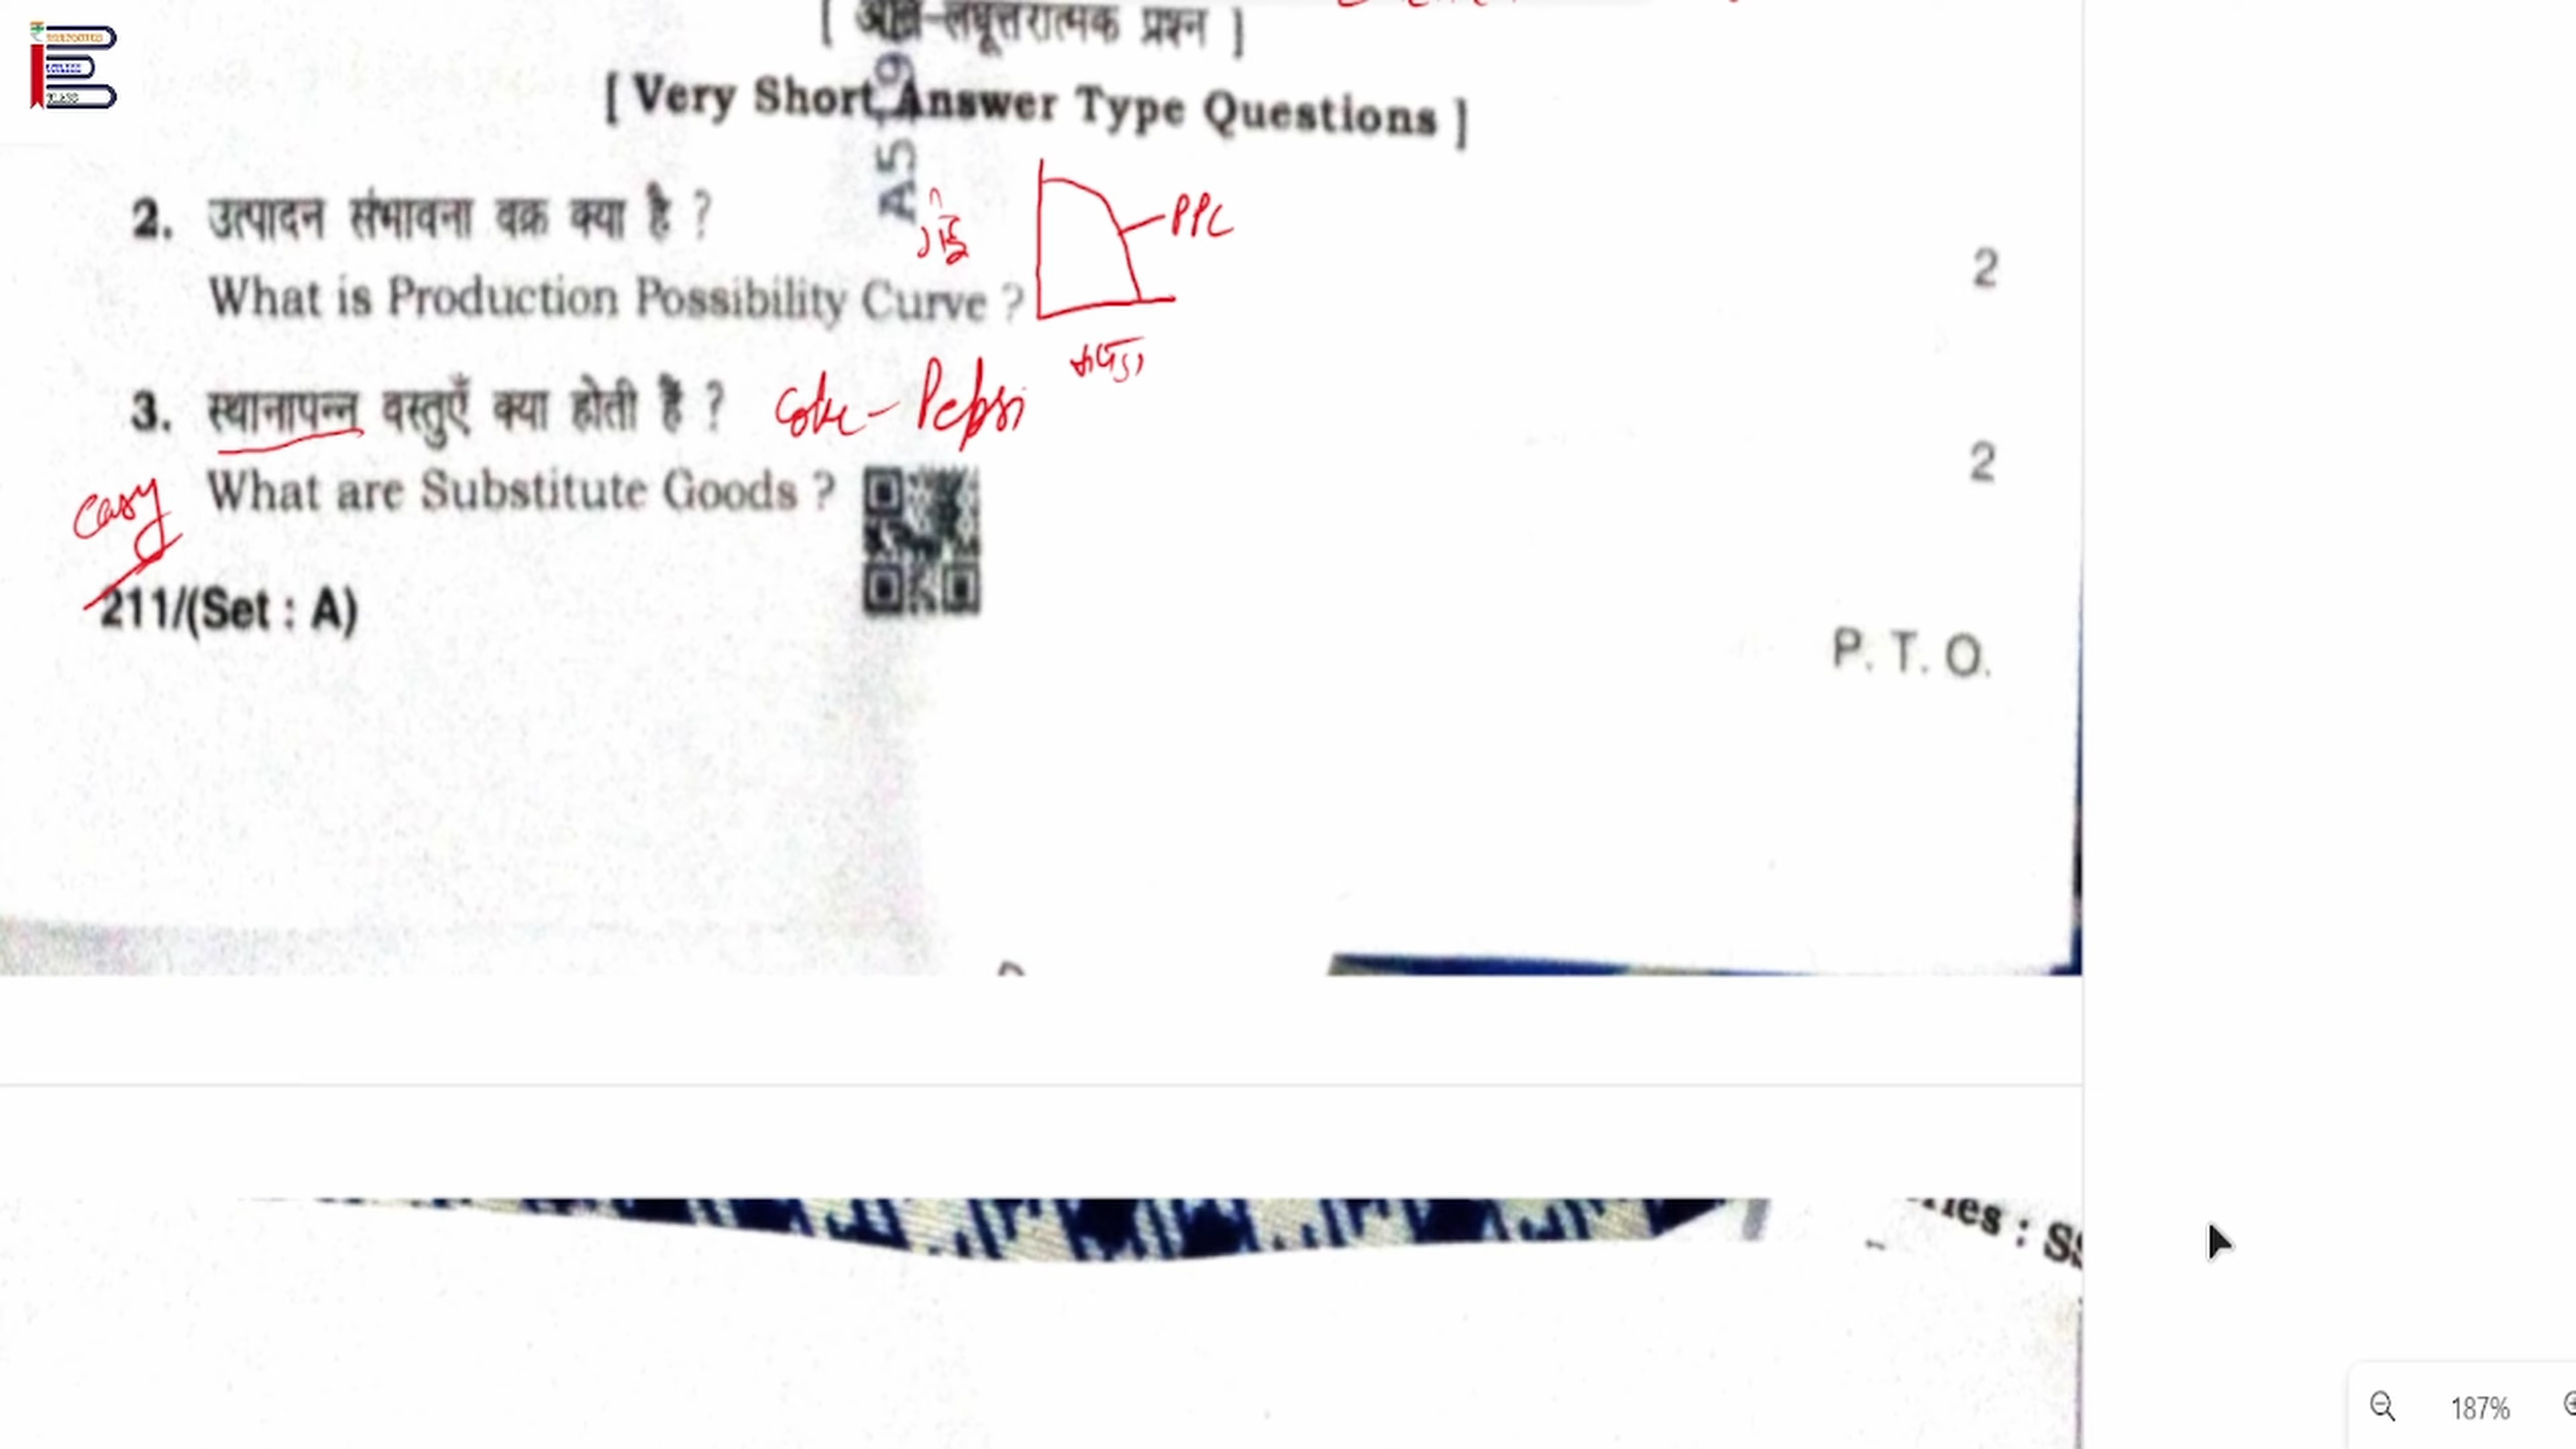 [ अति-लघूत्तरात्मक प्रश्न ]
[ Very Short Answer Type Questions ]
2. उत्पादन संभावना वक्र क्या है ?
What is Production Possibility Curve ?
2
गेहूँ
PPC
कपड़ा
3. स्थानापन्न वस्तुएँ क्या होती है ?
Coke - Pepsi
What are Substitute Goods ?
2
easy
211/(Set : A)
P. T. O.
187%